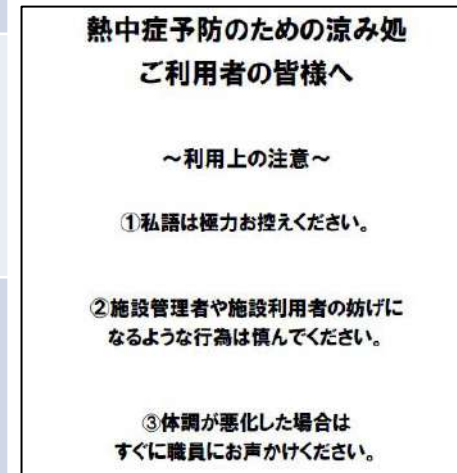 熱中症予防のための涼み処
ご利用者の皆様へ
～利用上の注意～
①私語は極力お控えください。
②施設管理者や施設利用者の妨げに
なるような行為は慎んでください。
③体調が悪化した場合は
すぐに職員にお声かけください。